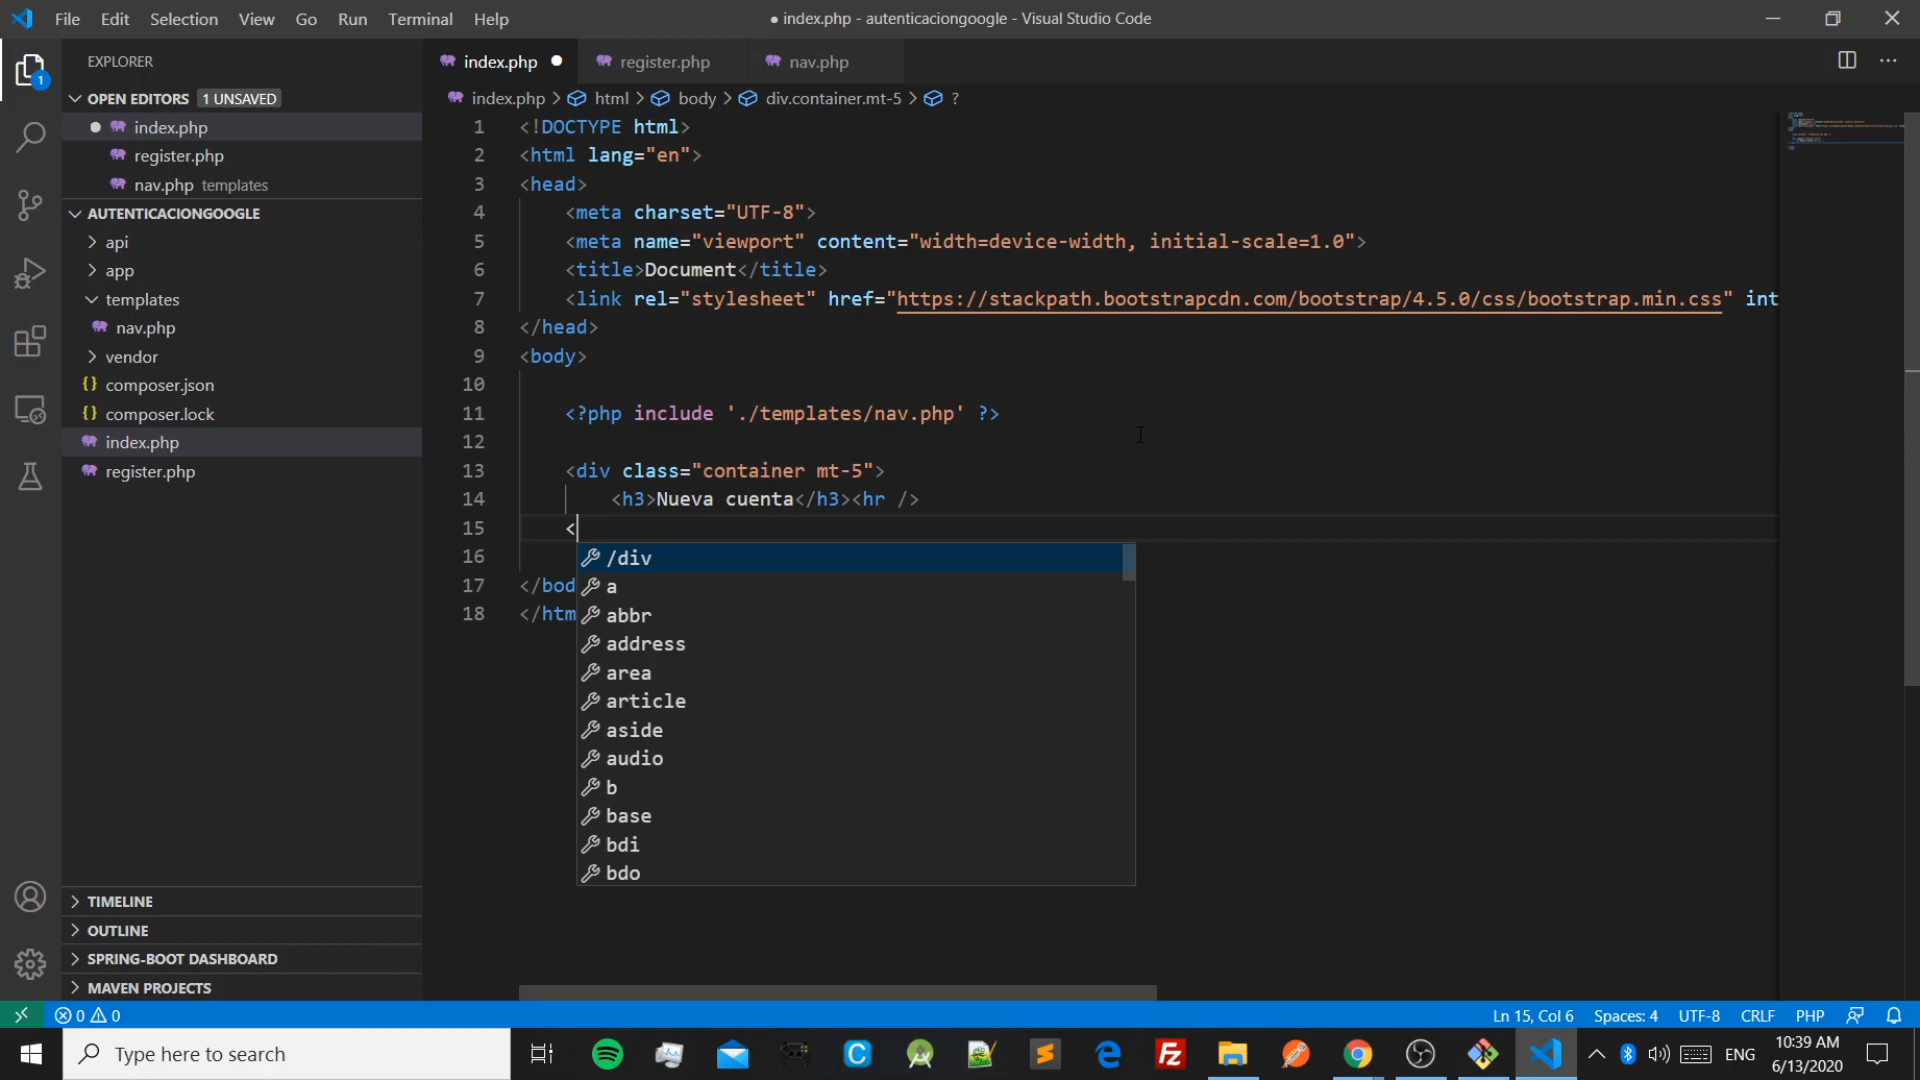 File Edit Selection View Go Run Terminal Help
● index.php - autenticaciongoogle - Visual Studio Code
EXPLORER
OPEN EDITORS 1 UNSAVED
index.php
register.php
nav.php templates
AUTENTICACIONGOOGLE
api
app
templates
nav.php
vendor
composer.json
composer.lock
index.php
register.php
TIMELINE
OUTLINE
SPRING-BOOT DASHBOARD
MAVEN PROJECTS
1
index.php register.php nav.php
index.php > html > body > div.container.mt-5 > ?
1 <!DOCTYPE html>
2 <html lang="en">
3 <head>
4 <meta charset="UTF-8">
5 <meta name="viewport" content="width=device-width, initial-scale=1.0">
6 <title>Document</title>
7 <link rel="stylesheet" href="https://stackpath.bootstrapcdn.com/bootstrap/4.5.0/css/bootstrap.min.css" int
8 </head>
9 <body>
10
11 <?php include './templates/nav.php' ?>
12
13 <div class="container mt-5">
14 <h3>Nueva cuenta</h3><hr />
15 <
16
17 </bod
18 </htm
/div
a
abbr
address
area
article
aside
audio
b
base
bdi
bdo
0 0
Ln 15, Col 6 Spaces: 4 UTF-8 CRLF PHP
Type here to search
ENG
10:39 AM
6/13/2020